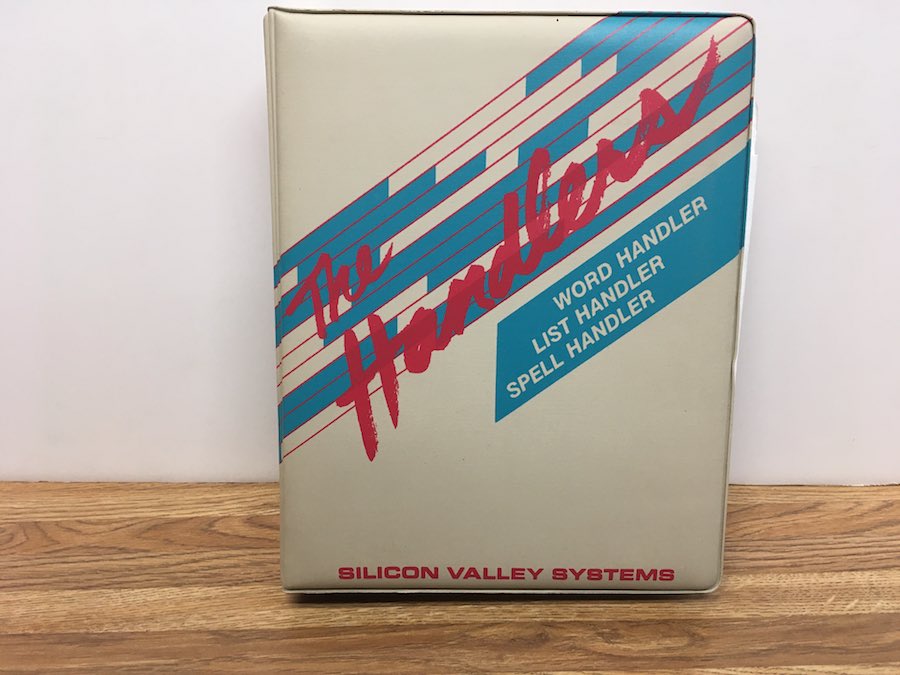 The
Handlers
WORD HANDLER
LIST HANDLER
SPELL HANDLER
SILICON VALLEY SYSTEMS